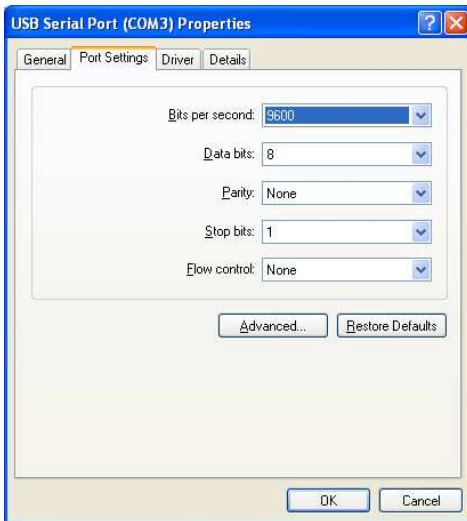 USB Serial Port (COM3) Properties
General Port Settings Driver Details
Bits per second: 9600
Data bits: 8
Parity: None
Stop bits: 1
Flow control: None
Advanced... Restore Defaults
OK Cancel